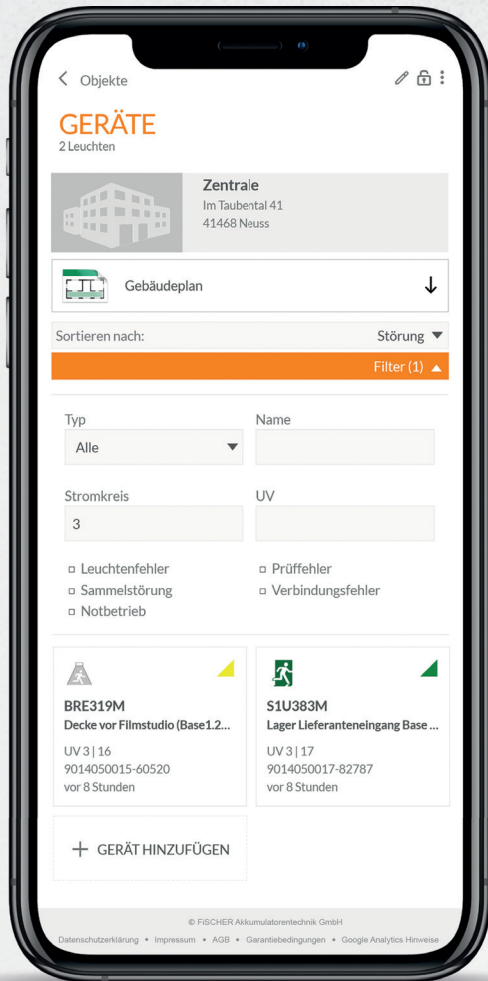 Objekte
GERÄTE
2 Leuchten
Zentrale
Im Taubental 41
41468 Neuss
Gebäudeplan
Sortieren nach: Störung
Filter (1)
Typ Name
Alle
Stromkreis UV
3
Leuchtenfehler Prüffehler
Sammelstörung Verbindungsfehler
Notbetrieb
BRE319M S1U383M
Decke vor Filmstudio (Base1.2... Lager Lieferanteneingang Base ...
UV 3 | 16 UV 3 | 17
9014050015-60520 9014050017-82787
vor 8 Stunden vor 8 Stunden
+ GERÄT HINZUFÜGEN
© FiSCHER Akkumulatorentechnik GmbH
Datenschutzerklärung • Impressum • AGB • Garantiebedingungen • Google Analytics Hinweise